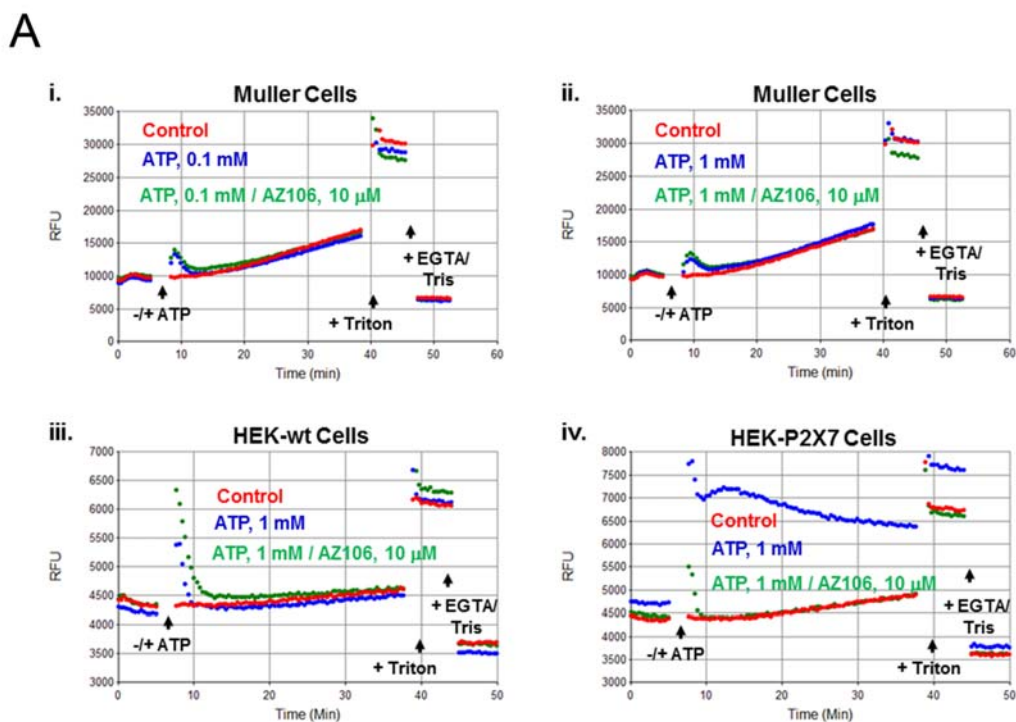 A
i.
Muller Cells
35000
30000
25000
20000
15000
10000
5000
0
RFU
Control
ATP, 0.1 mM
ATP, 0.1 mM / AZ106, 10 μM
-/+ ATP
+ Triton
+ EGTA/
Tris
0 10 20 30 40 50 60
Time (min)
ii.
Muller Cells
35000
30000
25000
20000
15000
10000
5000
0
RFU
Control
ATP, 1 mM
ATP, 1 mM / AZ106, 10 μM
-/+ ATP
+ Triton
+ EGTA/
Tris
0 10 20 30 40 50 60
Time (min)
iii.
HEK-wt Cells
7000
6500
6000
5500
5000
4500
4000
3500
3000
RFU
Control
ATP, 1 mM
ATP, 1 mM / AZ106, 10 μM
-/+ ATP
+ Triton
+ EGTA/
Tris
0 10 20 30 40 50
Time (min)
iv.
HEK-P2X7 Cells
8000
7500
7000
6500
6000
5500
5000
4500
4000
3500
3000
RFU
Control
ATP, 1 mM
ATP, 1 mM / AZ106, 10 μM
-/+ ATP
+ Triton
+ EGTA/
Tris
0 10 20 30 40 50
Time (Min)